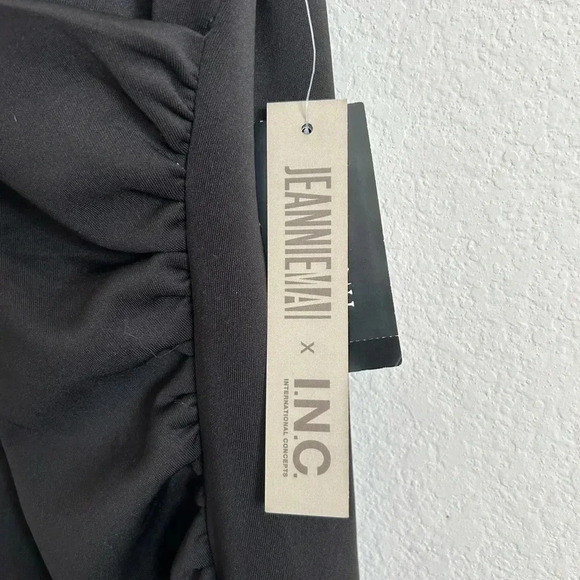 JEANNIEMAI
x
I.N.C.
INTERNATIONAL CONCEPTS